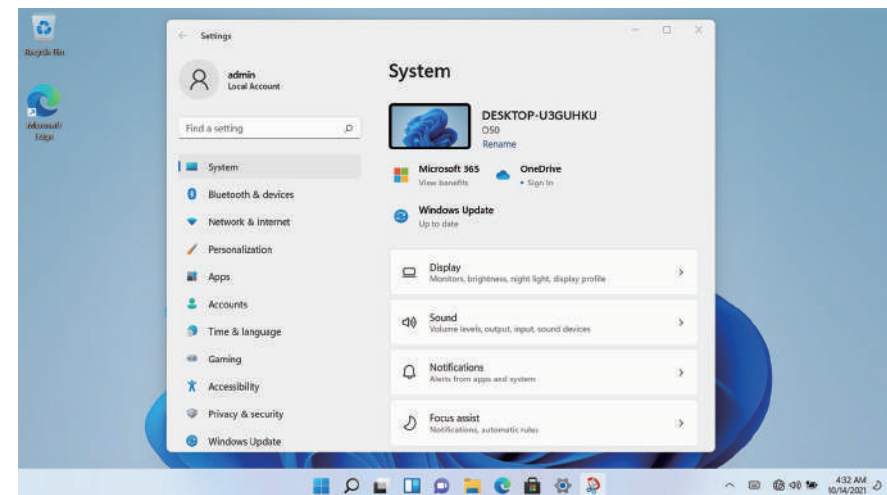 Recycle Bin
Microsoft
Edge
Settings
admin
Local Account
Find a setting
System
Bluetooth & devices
Network & internet
Personalization
Apps
Accounts
Time & language
Gaming
Accessibility
Privacy & security
Windows Update
System
DESKTOP-U3GUHKU
O50
Rename
Microsoft 365
View benefits
OneDrive
• Sign in
Windows Update
Up to date
Display
Monitors, brightness, night light, display profile
Sound
Volume levels, output, input, sound devices
Notifications
Alerts from apps and system
Focus assist
Notifications, automatic rules
4:32 AM
10/14/2021